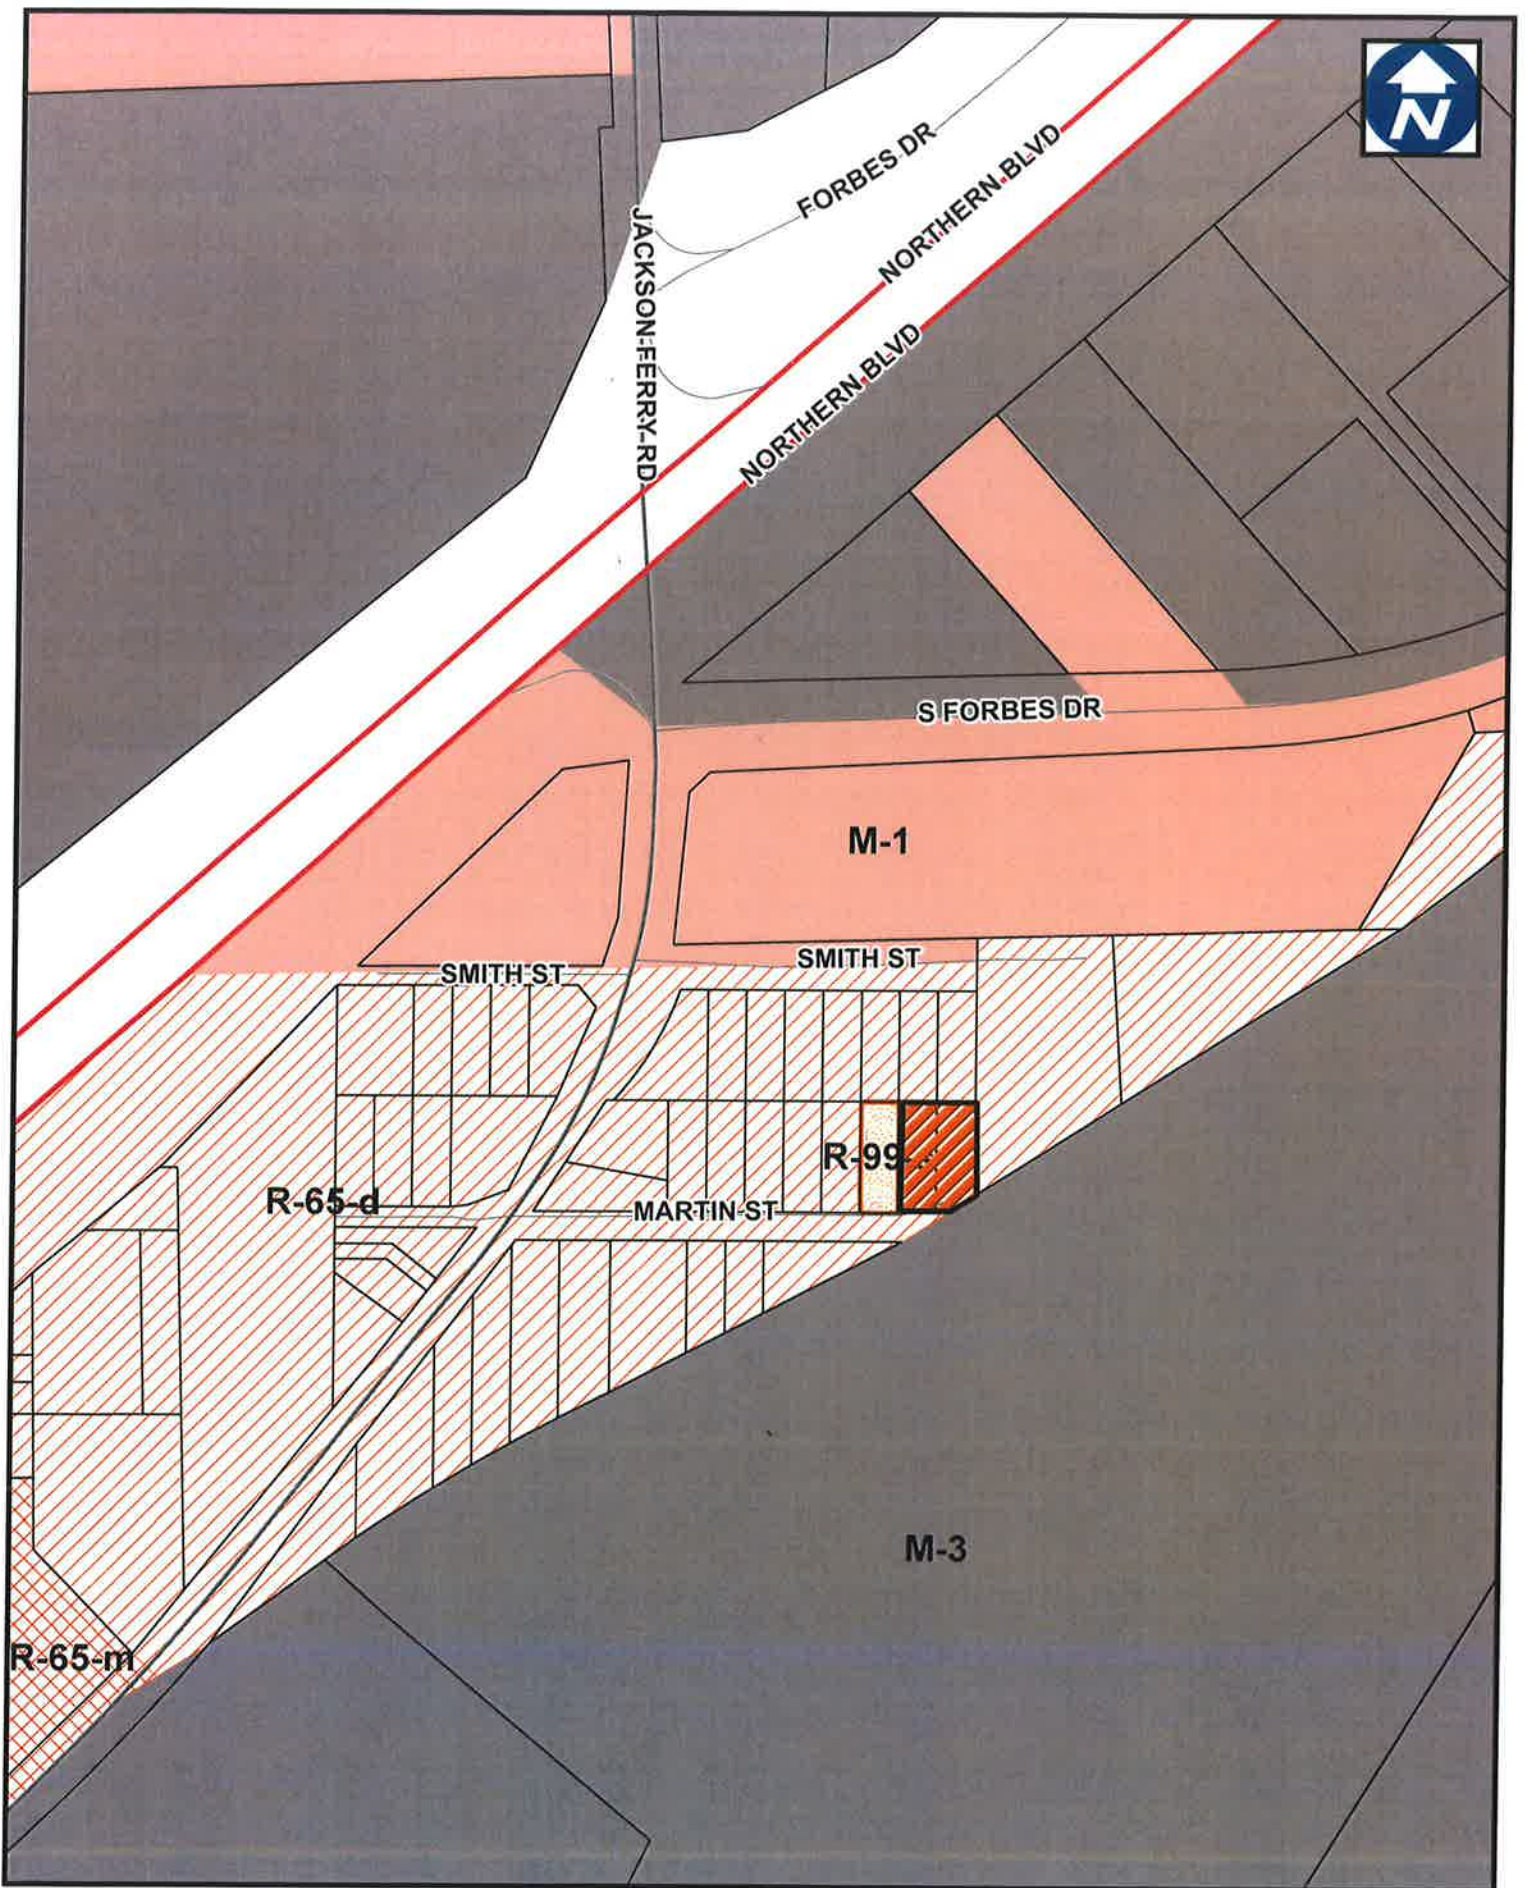 N
FORBES DR
NORTHERN BLVD
JACKSON FERRY RD
NORTHERN BLVD
S FORBES DR
M-1
SMITH ST
SMITH ST
R-99-
R-65-d
MARTIN ST
M-3
R-65-m